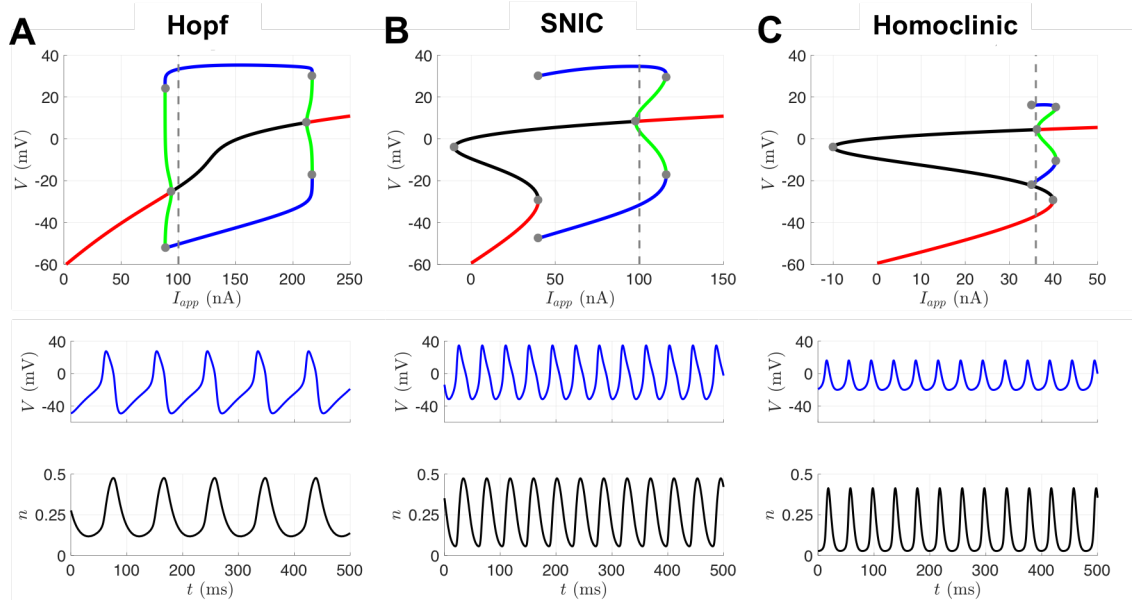 A Hopf
B SNIC
C Homoclinic
V (mV)
40
20
0
-20
-40
-60
0 50 100 150 200 250
I_app (nA)
V (mV)
40
20
0
-20
-40
-60
0 50 100 150
I_app (nA)
V (mV)
40
20
0
-20
-40
-60
-10 0 10 20 30 40 50
I_app (nA)
V (mV)
40
0
-40
V (mV)
40
0
-40
V (mV)
40
0
-40
n
0.5
0.25
0
0 100 200 300 400 500
t (ms)
n
0.5
0.25
0
0 100 200 300 400 500
t (ms)
n
0.5
0.25
0
0 100 200 300 400 500
t (ms)